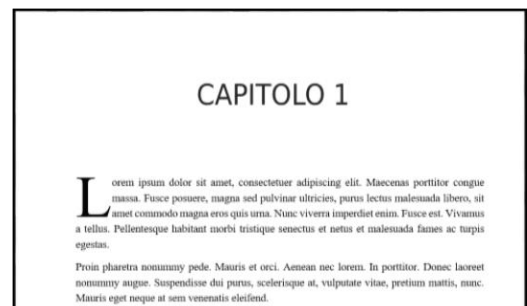 CAPITOLO 1
Lorem ipsum dolor sit amet, consectetuer adipiscing elit. Maecenas porttitor congue
massa. Fusce posuere, magna sed pulvinar ultricies, purus lectus malesuada libero, sit
amet commodo magna eros quis urna. Nunc viverra imperdiet enim. Fusce est. Vivamus
a tellus. Pellentesque habitant morbi tristique senectus et netus et malesuada fames ac turpis
egestas.
Proin pharetra nonummy pede. Mauris et orci. Aenean nec lorem. In porttitor. Donec laoreet
nonummy augue. Suspendisse dui purus, scelerisque at, vulputate vitae, pretium mattis, nunc.
Mauris eget neque at sem venenatis eleifend.